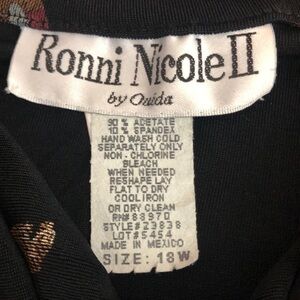 Ronni Nicole II
by Ouida
90 % ACETATE
10 % SPANDEX
HAND WASH COLD
SEPARATELY ONLY
NON - CHLORINE
BLEACH
WHEN NEEDED
RESHAPE LAY
FLAT TO DRY
COOL IRON
OR DRY CLEAN
RN# 88970
STYLE# 23838
LOT# 5454
MADE IN MEXICO
SIZE: 18W